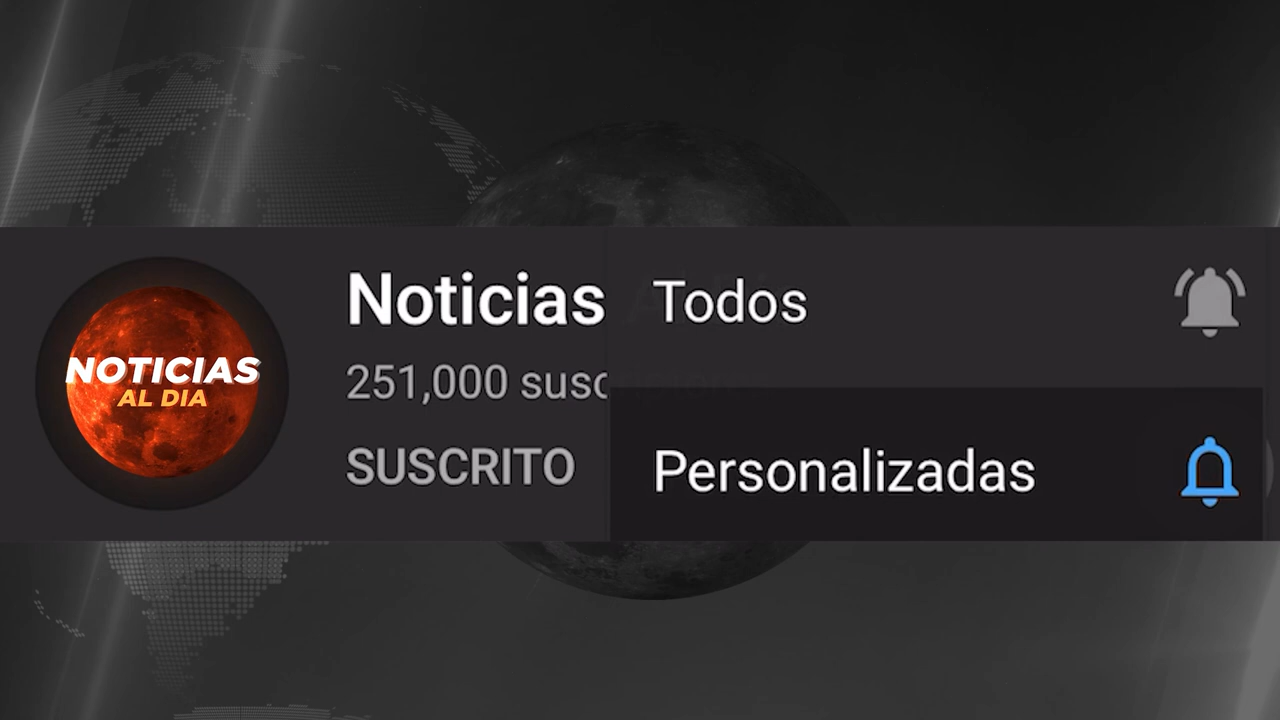 NOTICIAS
AL DIA
Noticias
251,000 susc
SUSCRITO
Todos
Personalizadas